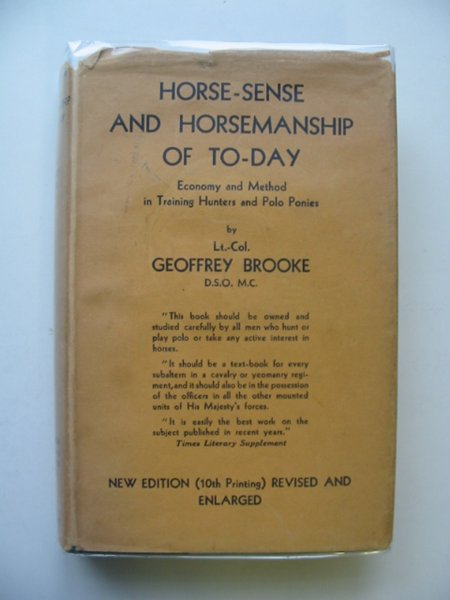 HORSE-SENSE
AND HORSEMANSHIP
OF TO-DAY
Economy and Method
in Training Hunters and Polo Ponies
by
Lt.-Col.
GEOFFREY BROOKE
D.S.O. M.C.
"This book should be owned and
studied carefully by all men who hunt or
play polo or take any active interest in
horses.
"It should be a text-book for every
subaltern in a cavalry or yeomanry regi-
ment, and it should also be in the possession
of the officers in all the other mounted
units of His Majesty's forces.
"It is easily the best work on the
subject published in recent years."
Times Literary Supplement
NEW EDITION (10th Printing) REVISED AND
ENLARGED